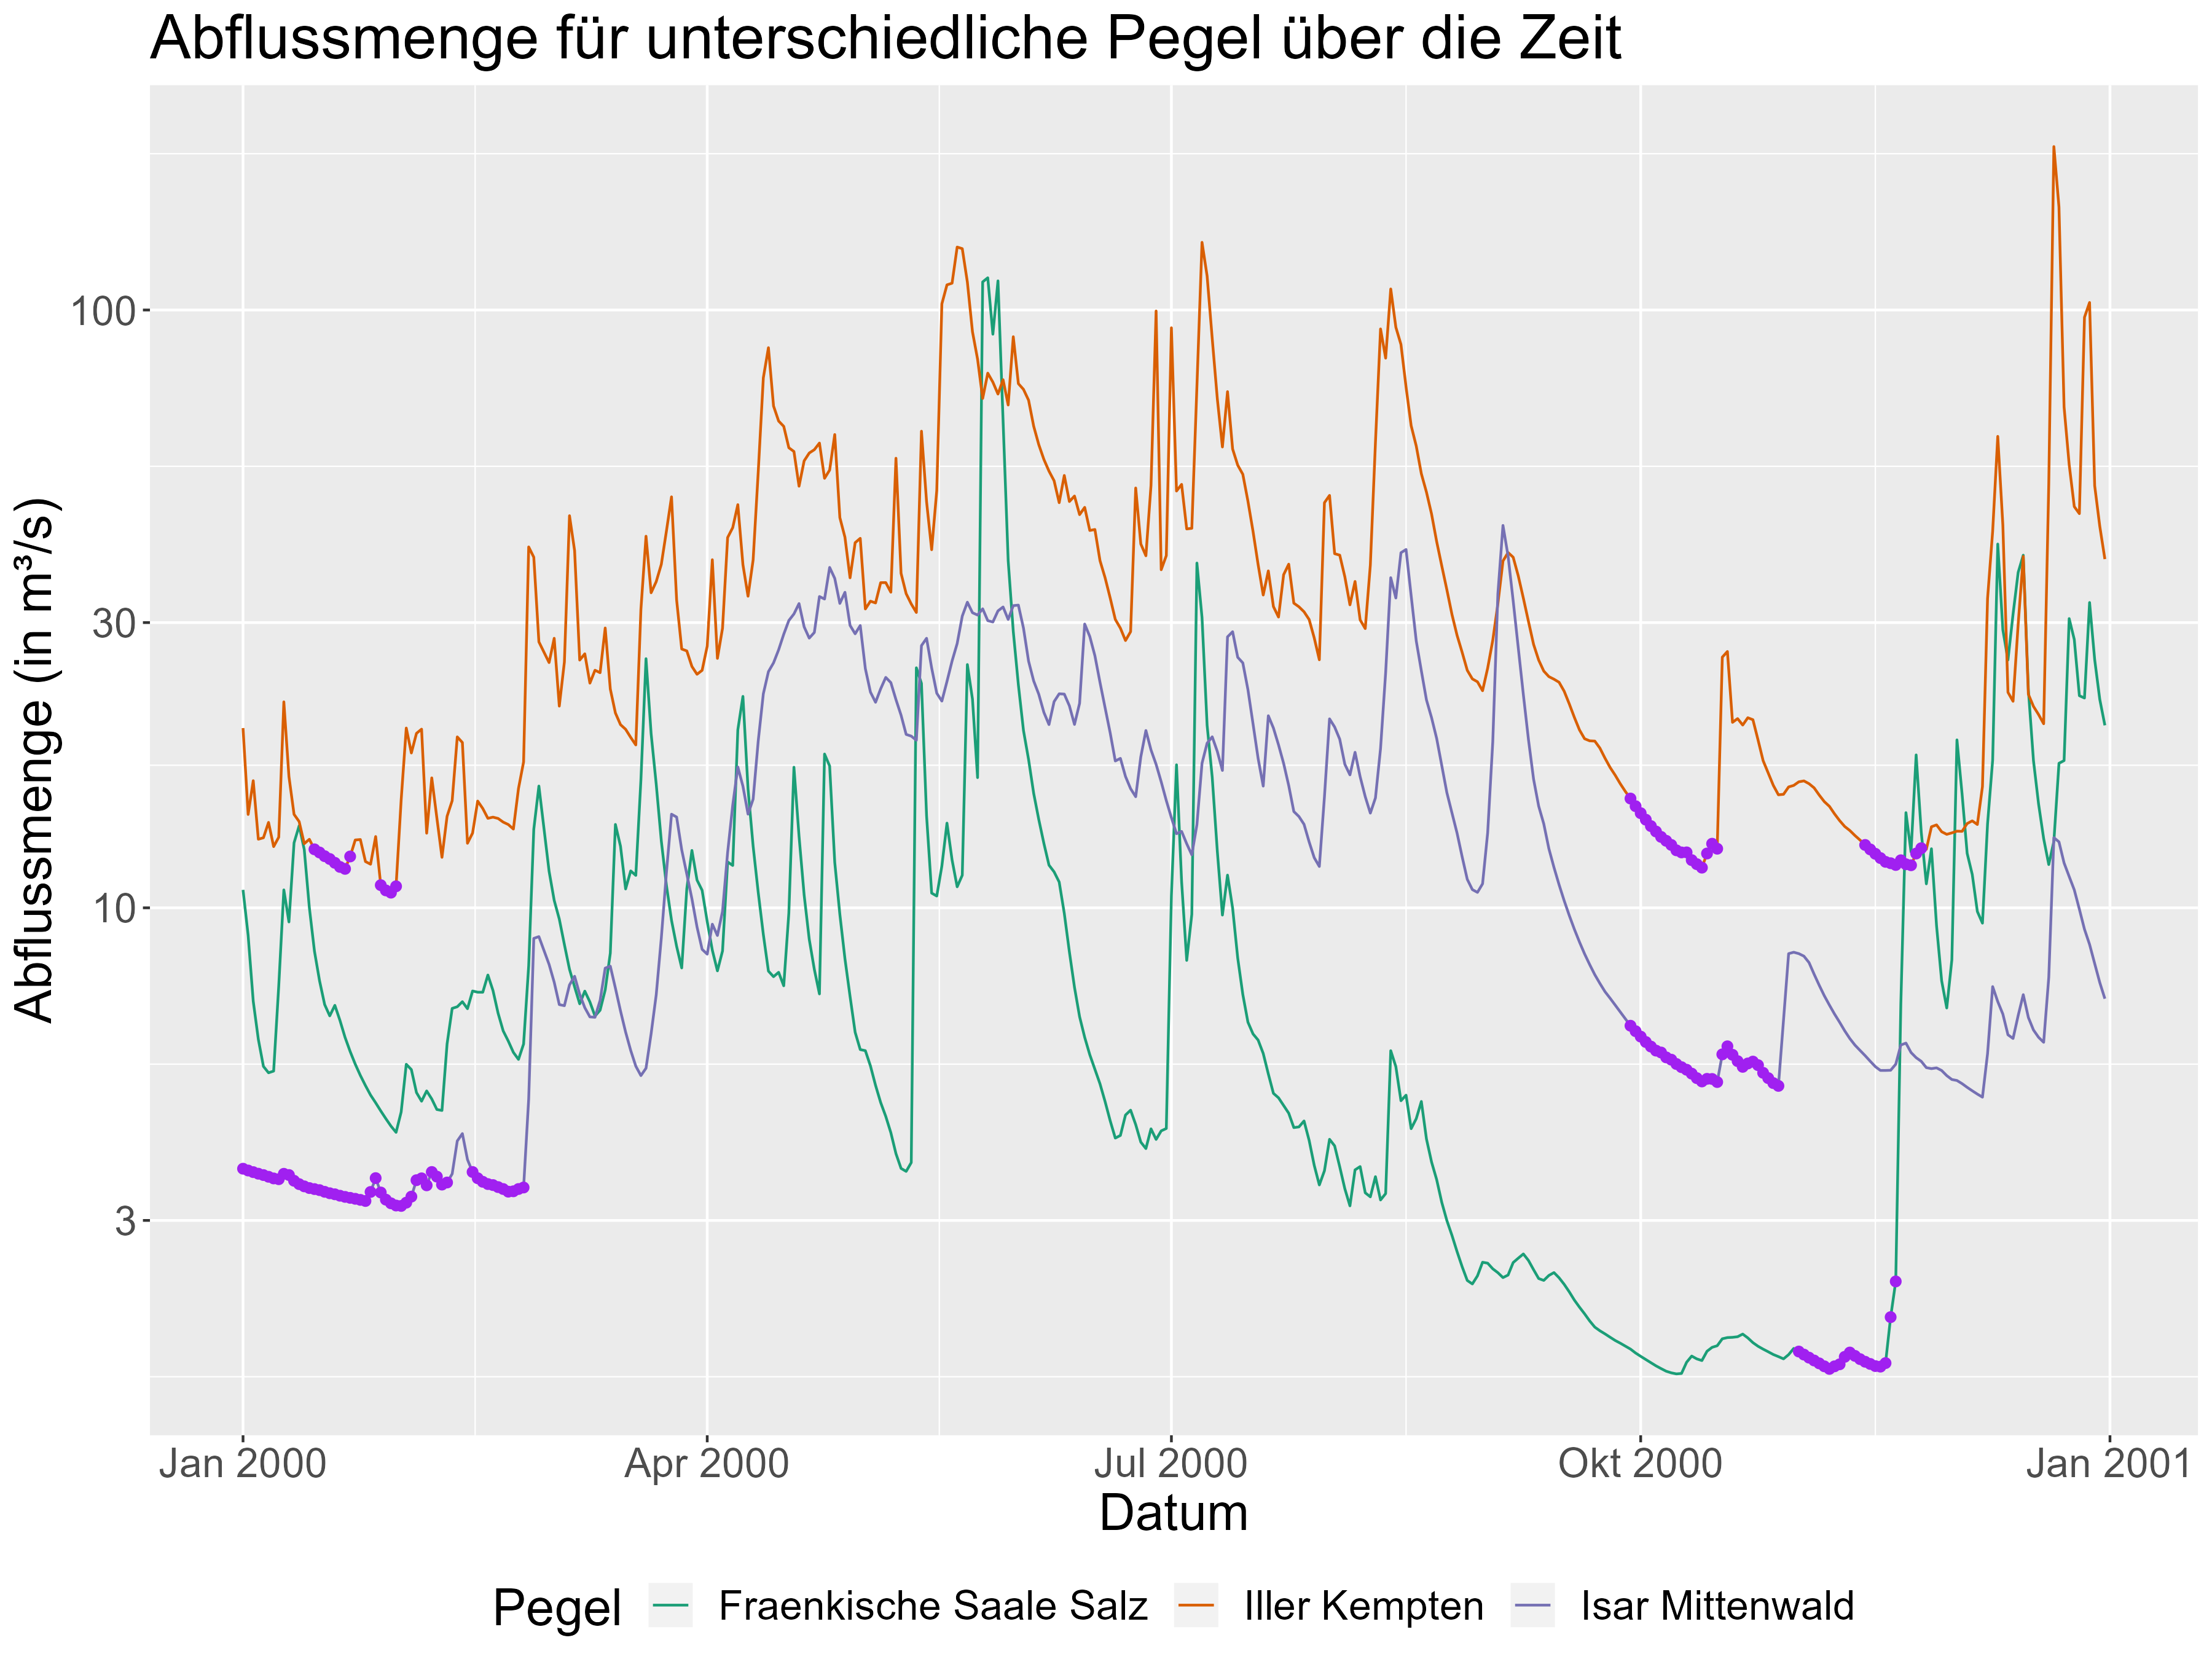 Abflussmenge für unterschiedliche Pegel über die Zeit
Abflussmenge (in m³/s)
100
30
10
3
Jan 2000 Apr 2000 Jul 2000 Okt 2000 Jan 2001
Datum
Pegel Fraenkische Saale Salz Iller Kempten Isar Mittenwald